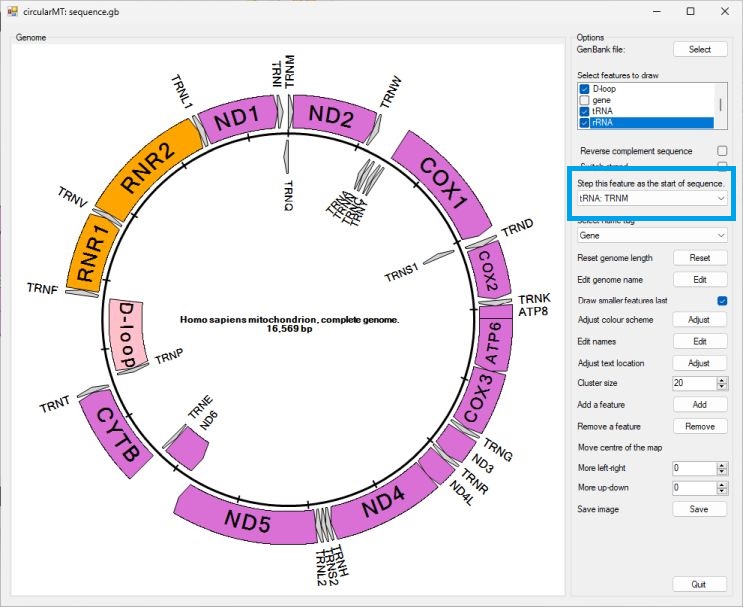 circularMT: sequence.gb
Genome
TRNL1
ND1
TRNI
TRNM
ND2
TRNW
COX1
RNR2
TRNQ
TRNA
TRNY
TRND
TRNV
RNR1
TRNS1
COX2
TRNF
TRNK
ATP8
D-loop
Homo sapiens mitochondrion, complete genome.
16,569 bp
ATP6
TRNP
COX3
TRNT
CYTB
TRNE
ND6
TRNG
ND3
TRNR
ND4L
ND4
ND5
TRNH
TRNS2
TRNL2
Options
GenBank file:
Select
Select features to draw
D-loop
gene
tRNA
rRNA
Reverse complement sequence
Switch strand
Step this feature as the start of sequence.
tRNA: TRNM
Select name tag
Gene
Reset genome length
Reset
Edit genome name
Edit
Draw smaller features last
Adjust colour scheme
Adjust
Edit names
Edit
Adjust text location
Adjust
Cluster size
20
Add a feature
Add
Remove a feature
Remove
Move centre of the map
More left-right
0
More up-down
0
Save image
Save
Quit